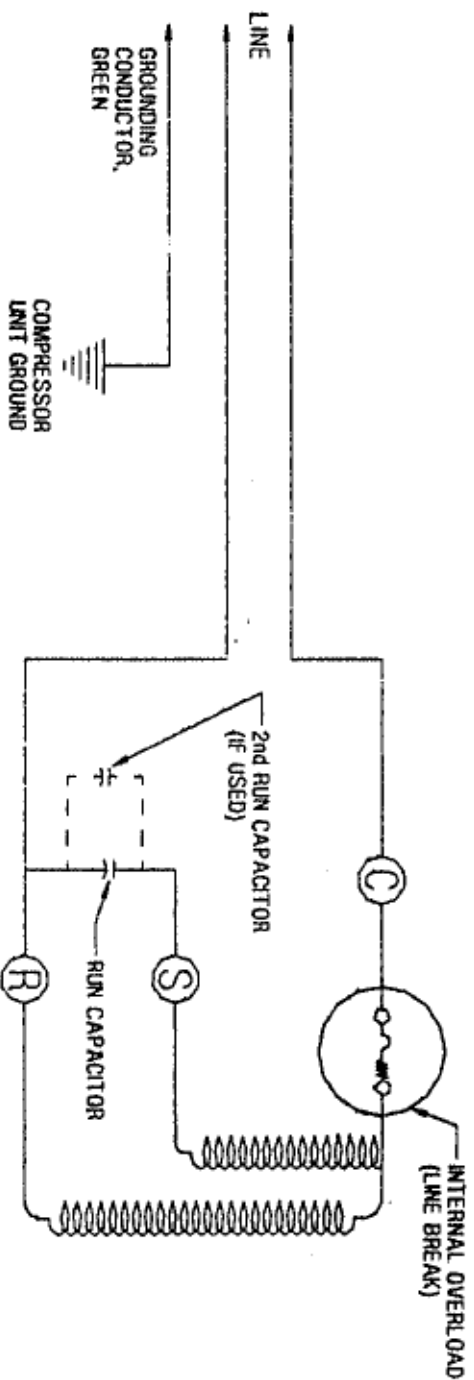 LINE
GROUNDING
CONDUCTOR,
GREEN
COMPRESSOR
UNIT GROUND
2nd RUN CAPACITOR
(IF USED)
RUN CAPACITOR
C
S
R
INTERNAL OVERLOAD
(LINE BREAK)